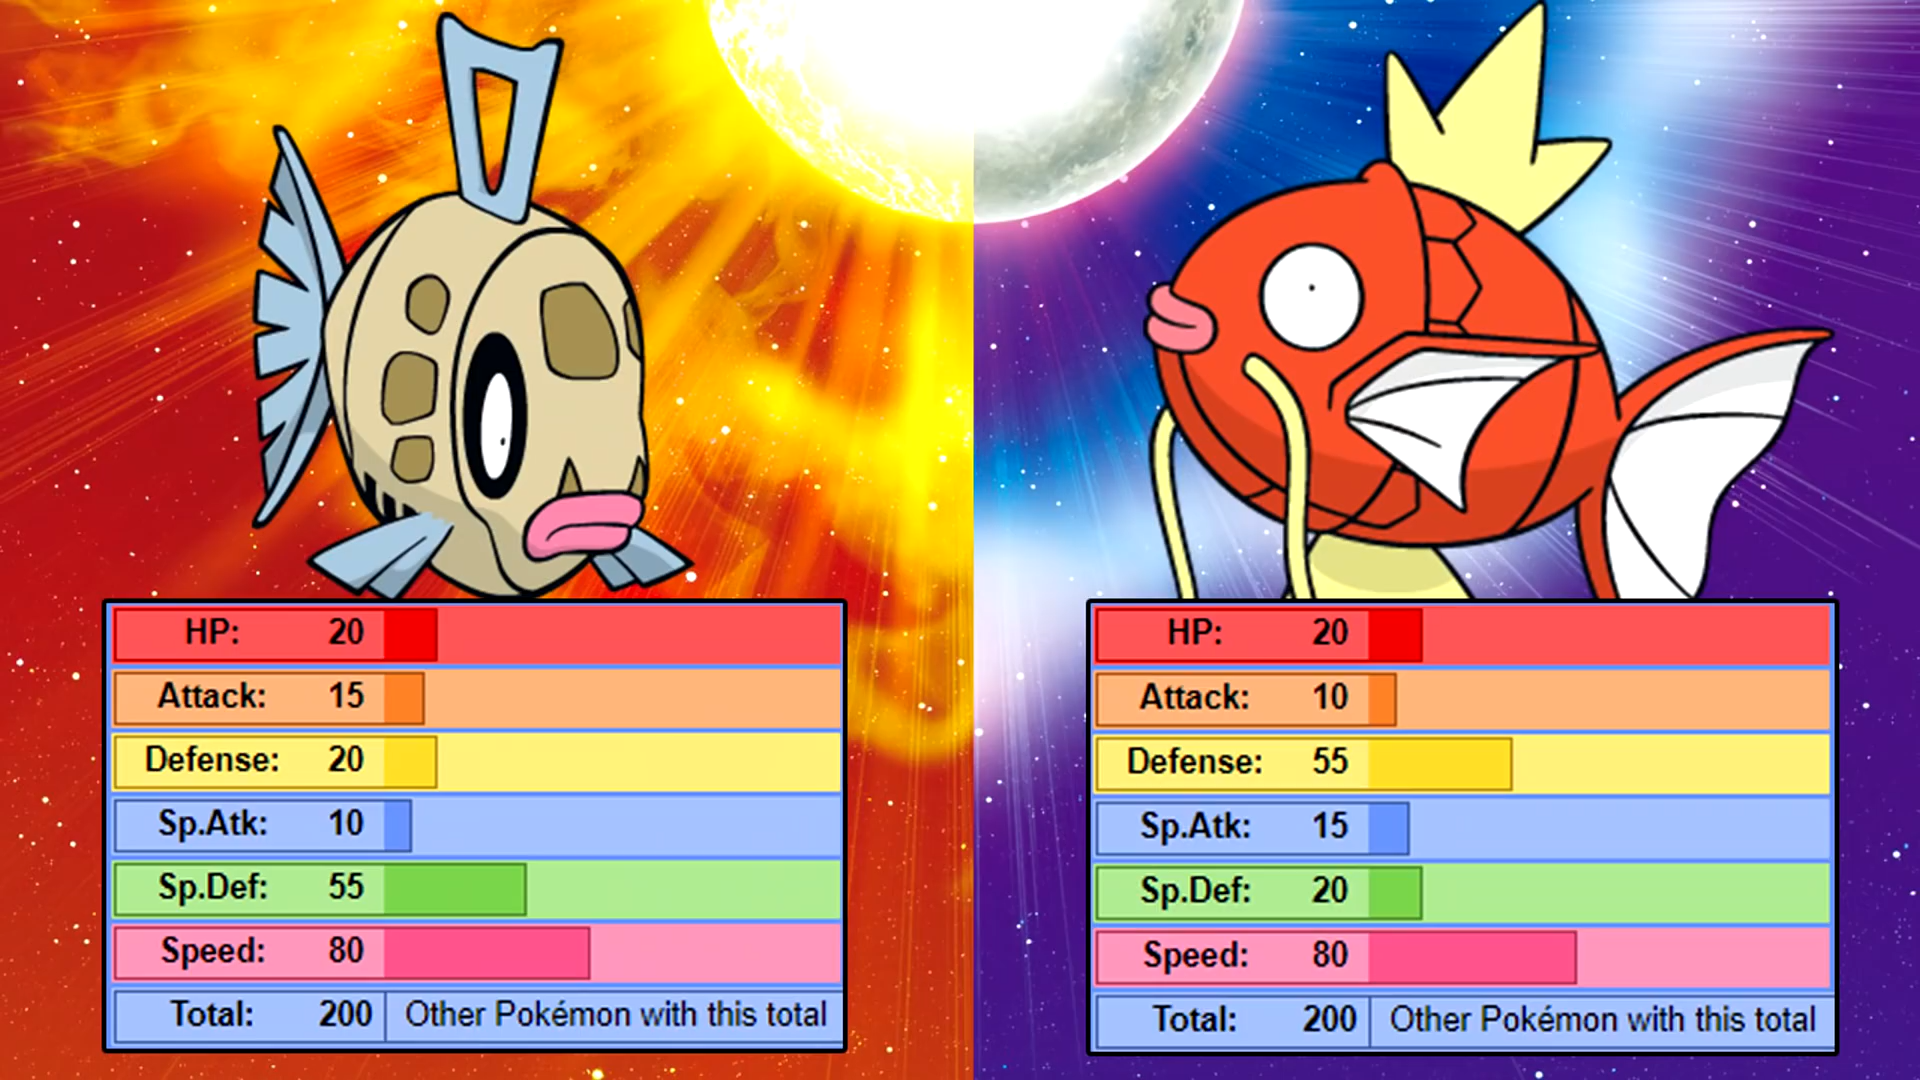 HP: 20
Attack: 15
Defense: 20
Sp.Atk: 10
Sp.Def: 55
Speed: 80
Total: 200 Other Pokémon with this total
HP: 20
Attack: 10
Defense: 55
Sp.Atk: 15
Sp.Def: 20
Speed: 80
Total: 200 Other Pokémon with this total